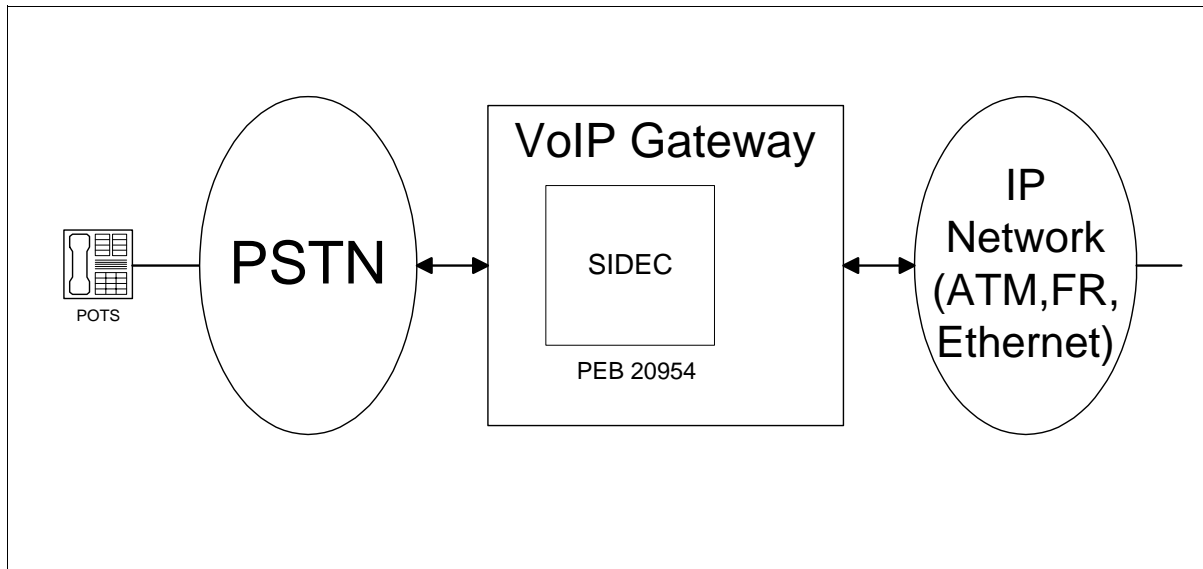 POTS
PSTN
VoIP Gateway
SIDEC
PEB 20954
IP
Network
(ATM,FR,
Ethernet)